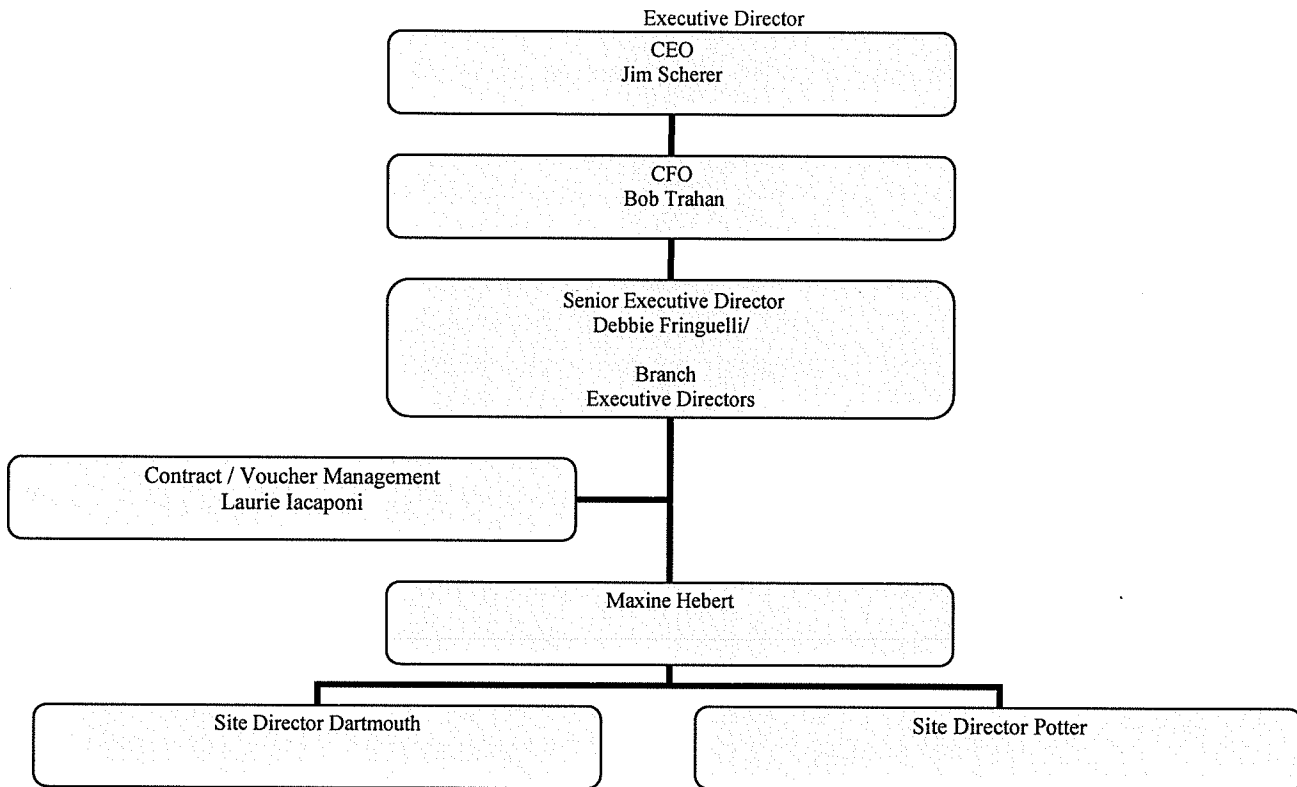 Executive Director
CEO
Jim Scherer
CFO
Bob Trahan
Senior Executive Director
Debbie Fringuelli/
Branch
Executive Directors
Contract / Voucher Management
Laurie Iacaponi
Maxine Hebert
Site Director Dartmouth
Site Director Potter